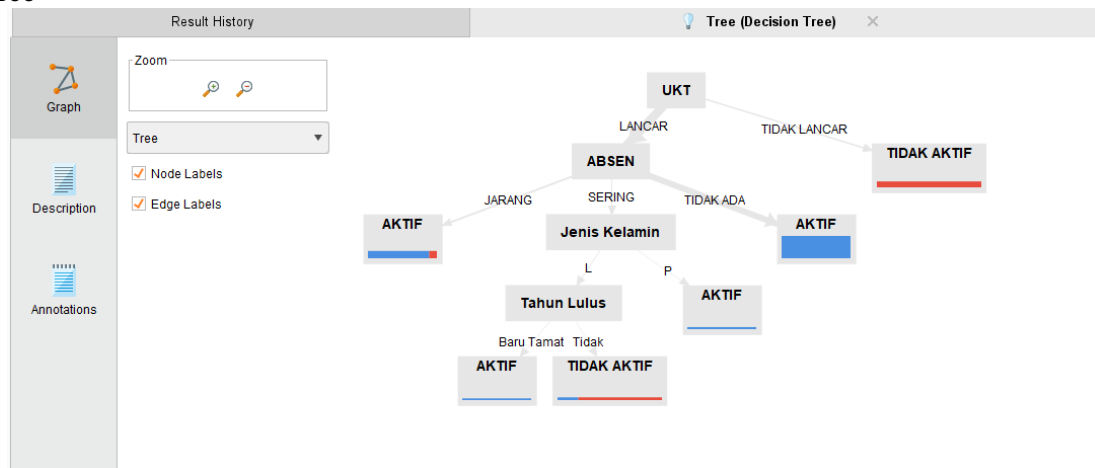 Result History
Tree (Decision Tree)
Zoom
Graph
Tree
Node Labels
Edge Labels
Description
Annotations
UKT
LANCAR
TIDAK LANCAR
ABSEN
TIDAK AKTIF
JARANG
SERING
TIDAK ADA
AKTIF
Jenis Kelamin
AKTIF
L
P
Tahun Lulus
AKTIF
Baru Tamat
Tidak
AKTIF
TIDAK AKTIF